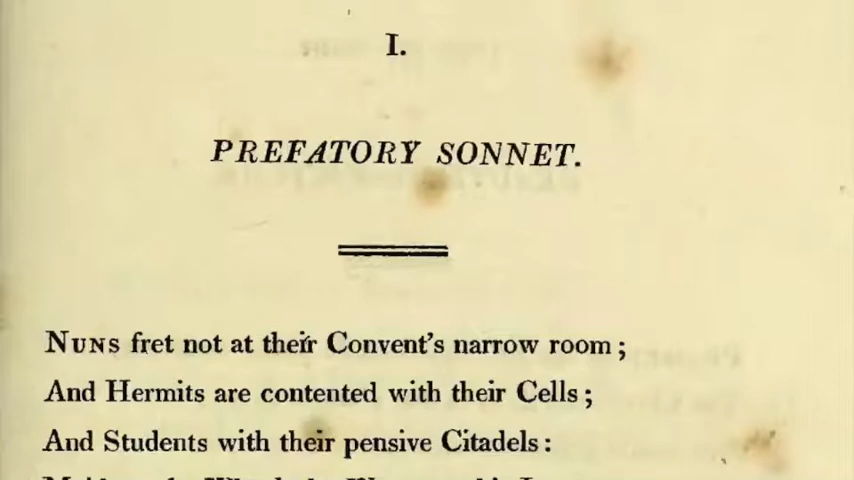 I.
PREFATORY SONNET.
NUNS fret not at their Convent's narrow room;
And Hermits are contented with their Cells;
And Students with their pensive Citadels: